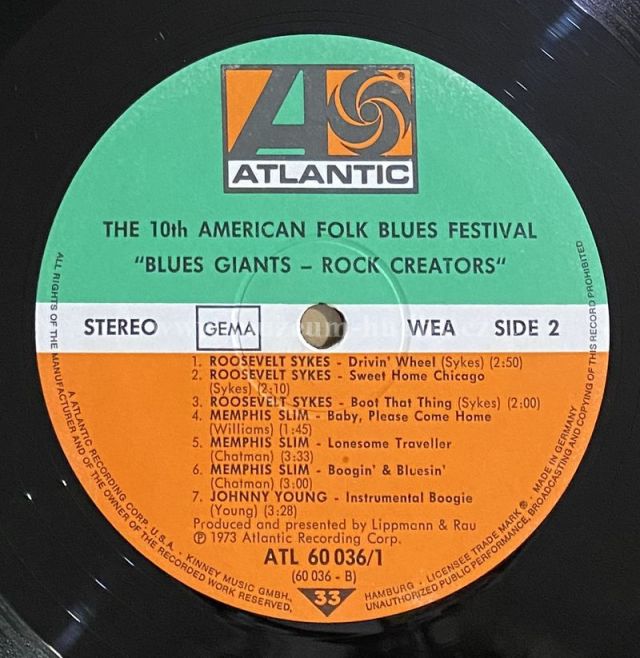 ATLANTIC
®
THE 10th AMERICAN FOLK BLUES FESTIVAL
"BLUES GIANTS – ROCK CREATORS"
STEREO GEMA WEA SIDE 2
1. ROOSEVELT SYKES - Drivin' Wheel (Sykes) (2:50)
2. ROOSEVELT SYKES - Sweet Home Chicago
(Sykes) (2:10)
3. ROOSEVELT SYKES - Boot That Thing (Sykes) (2:00)
4. MEMPHIS SLIM - Baby, Please Come Home
(Williams) (1:45)
5. MEMPHIS SLIM - Lonesome Traveller
(Chatman) (3:33)
6. MEMPHIS SLIM - Boogin' & Bluesin'
(Chatman) (3:00)
7. JOHNNY YOUNG - Instrumental Boogie
(Young) (3:28)
Produced and presented by Lippmann & Rau
Ⓟ 1973 Atlantic Recording Corp.
ATL 60 036/1
(60 036 - B)
33
ALL RIGHTS OF THE MANUFACTURER AND OF THE OWNER OF THE RECORDED WORK RESERVED,
UNAUTHORIZED PUBLIC PERFORMANCE, BROADCASTING AND COPYING OF THIS RECORD PROHIBITED
A ATLANTIC RECORDING CORP. U.S.A. · KINNEY MUSIC GMBH,
HAMBURG · LICENSEE TRADE MARK ® · MADE IN GERMANY